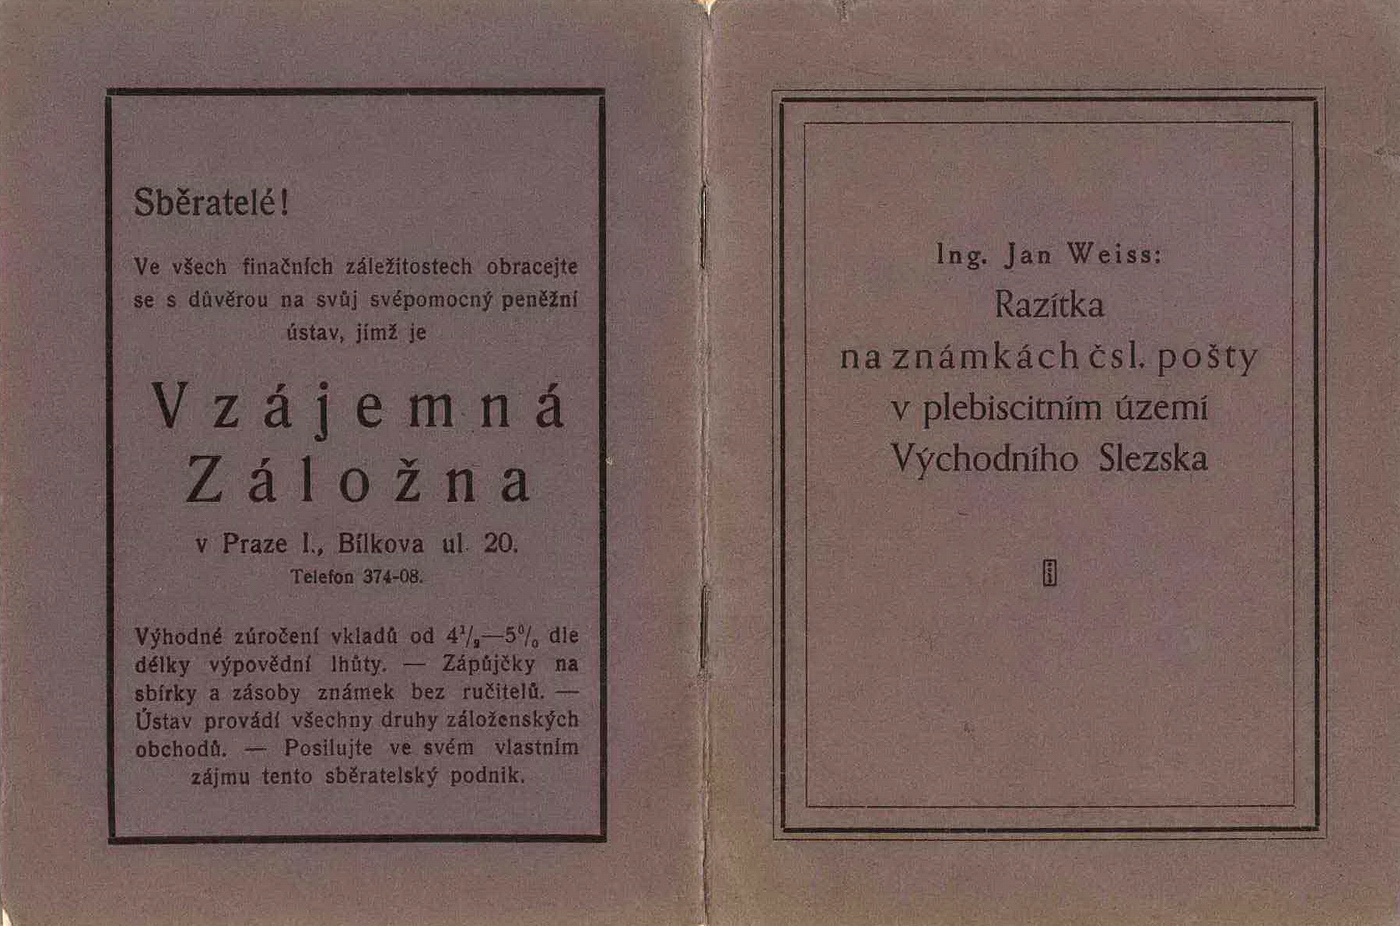 Sběratelé!
Ve všech finačních záležitostech obracejte
se s důvěrou na svůj svépomocný peněžní
ústav, jímž je
Vzájemná
Záložna
v Praze I., Bílkova ul. 20.
Telefon 374-08.
Výhodné zúročení vkladů od 4¹/₂—5⁰/₀ dle
délky výpovědní lhůty. — Zápůjčky na
sbírky a zásoby známek bez ručitelů. —
Ústav provádí všechny druhy záloženských
obchodů. — Posilujte ve svém vlastním
zájmu tento sběratelský podnik.
Ing. Jan Weiss:
Razítka
na známkách čsl. pošty
v plebiscitním území
Východního Slezska